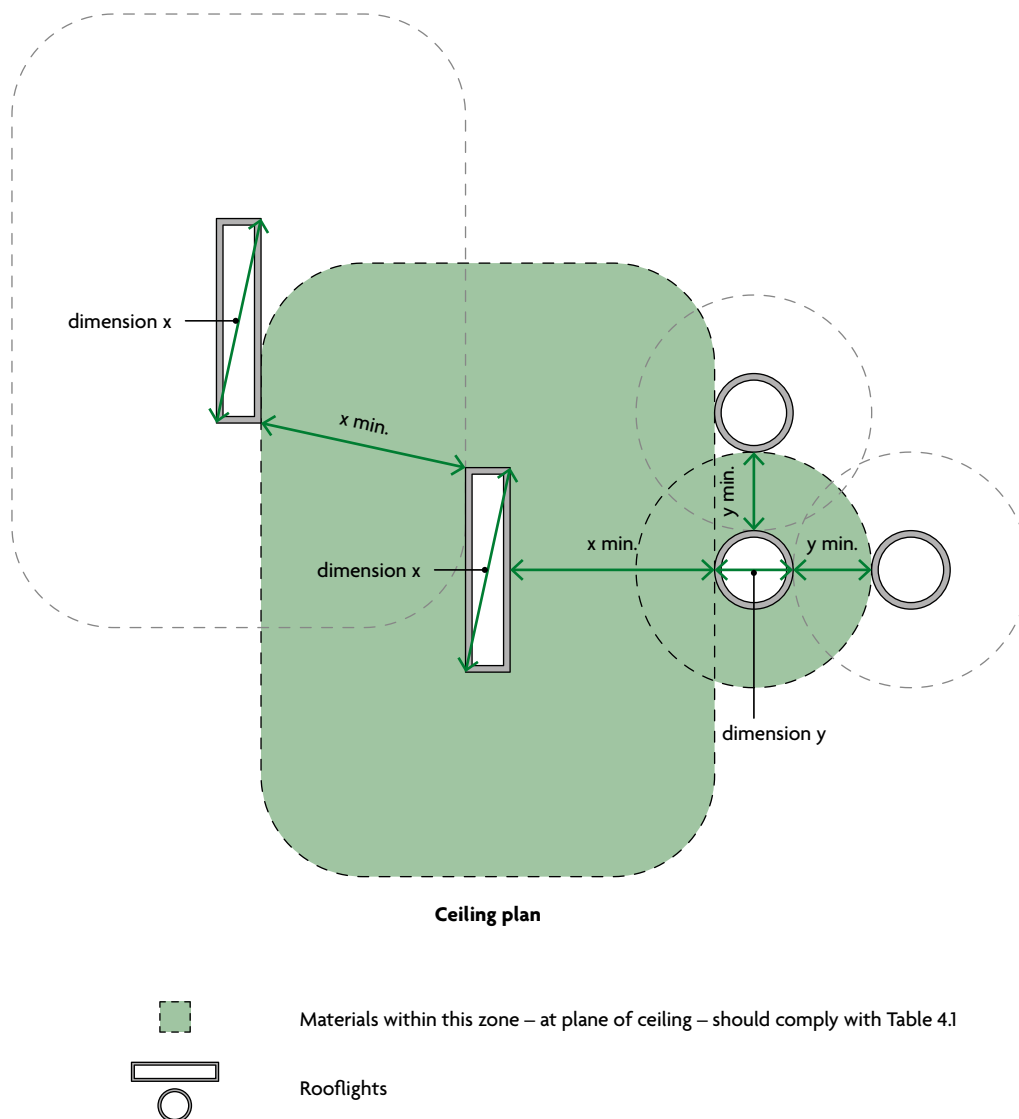 dimension x
x min.
y min.
x min.
y min.
dimension x
dimension y
Ceiling plan
Materials within this zone – at plane of ceiling – should comply with Table 4.1
Rooflights